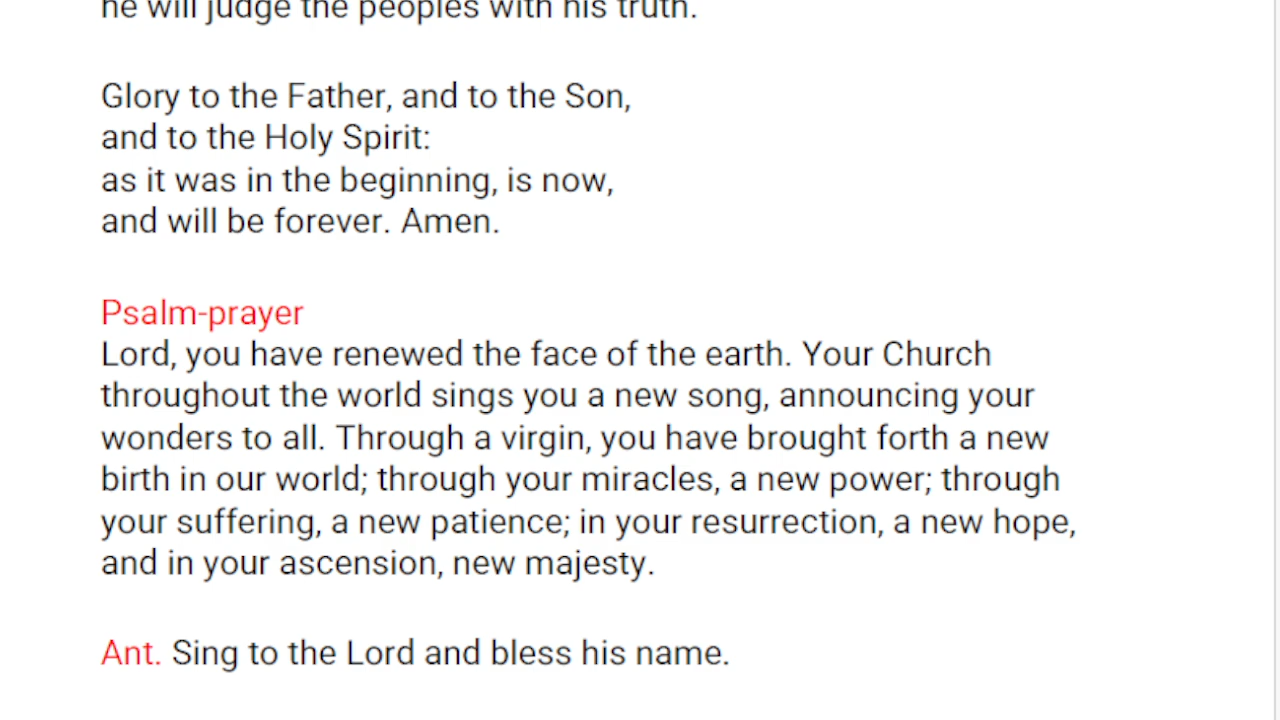 he will judge the peoples with his truth.
Glory to the Father, and to the Son,
and to the Holy Spirit:
as it was in the beginning, is now,
and will be forever. Amen.
Psalm-prayer
Lord, you have renewed the face of the earth. Your Church
throughout the world sings you a new song, announcing your
wonders to all. Through a virgin, you have brought forth a new
birth in our world; through your miracles, a new power; through
your suffering, a new patience; in your resurrection, a new hope,
and in your ascension, new majesty.
Ant. Sing to the Lord and bless his name.